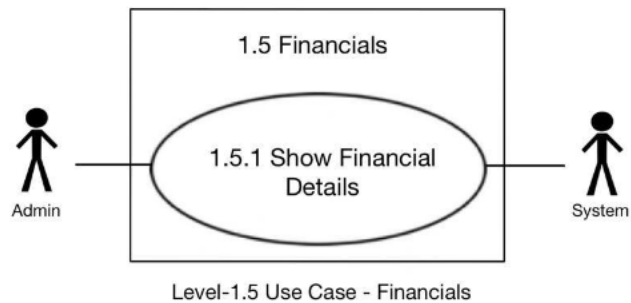 1.5 Financials
1.5.1 Show Financial
Details
Admin
System
Level-1.5 Use Case - Financials